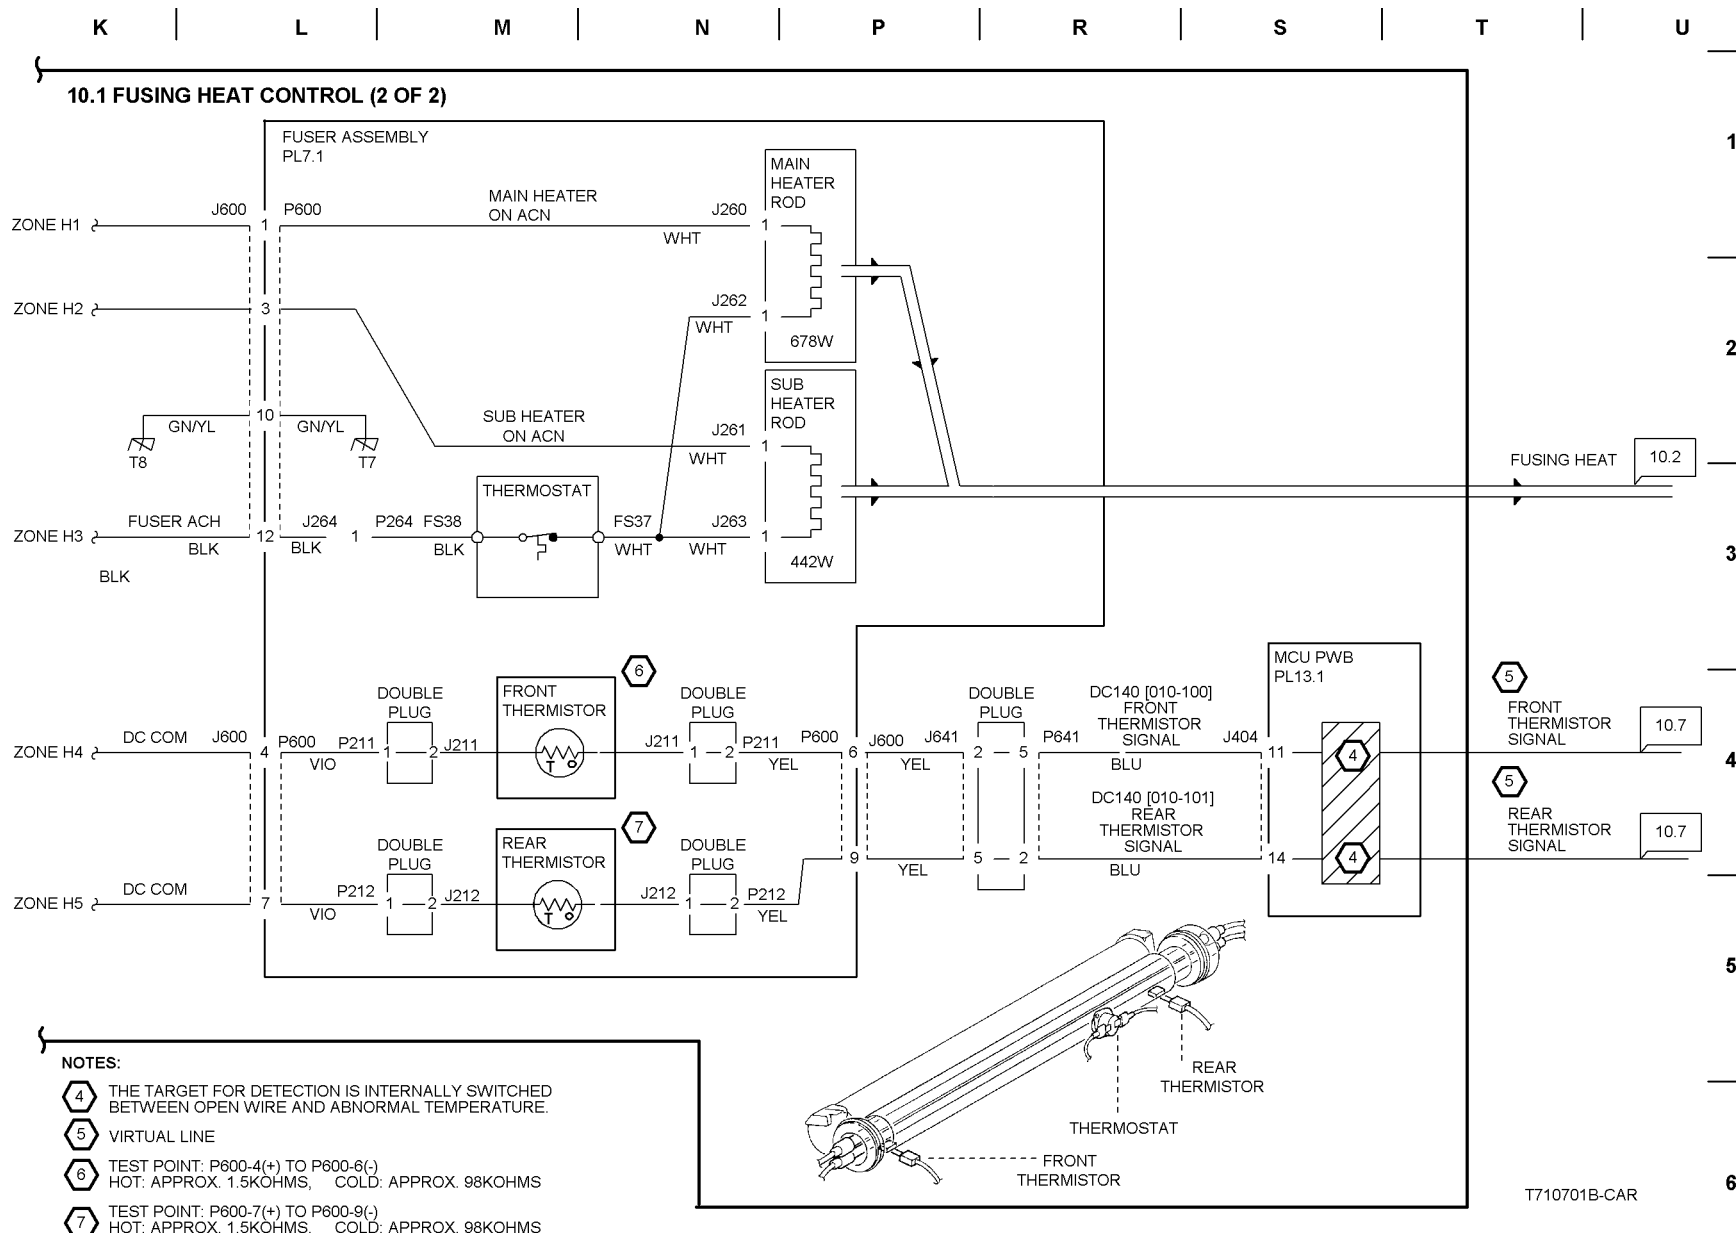 K L M N P R S T U
10.1 FUSING HEAT CONTROL (2 OF 2)
1
2
3
4
5
6
FUSER ASSEMBLY
PL7.1
MAIN
HEATER
ROD
678W
ZONE H1
J600 1 P600
MAIN HEATER
ON ACN
WHT
J260
1
ZONE H2
3
J262
1
WHT
SUB
HEATER
ROD
442W
10
GN/YL
GN/YL
T8
T7
SUB HEATER
ON ACN
J261
1
WHT
THERMOSTAT
FUSING HEAT
10.2
ZONE H3
FUSER ACH
BLK
BLK
12
J264
BLK
1
P264
FS38
BLK
FS37
WHT
J263
WHT
1
ZONE H4
DC COM
J600
4
P600
VIO
P211
DOUBLE
PLUG
1 2
J211
FRONT
THERMISTOR
T
6
J211
DOUBLE
PLUG
1 2
P211
YEL
P600
6
J600
YEL
J641
DOUBLE
PLUG
2 5
P641
DC140 [010-100]
FRONT
THERMISTOR
SIGNAL
BLU
J404
11
MCU PWB
PL13.1
4
5
FRONT
THERMISTOR
SIGNAL
10.7
ZONE H5
DC COM
7
VIO
P212
DOUBLE
PLUG
1 2
J212
REAR
THERMISTOR
T
7
J212
DOUBLE
PLUG
1 2
P212
YEL
9
YEL
5 2
DC140 [010-101]
REAR
THERMISTOR
SIGNAL
BLU
14
4
5
REAR
THERMISTOR
SIGNAL
10.7
REAR
THERMISTOR
THERMOSTAT
FRONT
THERMISTOR
NOTES:
4 THE TARGET FOR DETECTION IS INTERNALLY SWITCHED
BETWEEN OPEN WIRE AND ABNORMAL TEMPERATURE.
5 VIRTUAL LINE
6 TEST POINT: P600-4(+) TO P600-6(-)
HOT: APPROX. 1.5KOHMS, COLD: APPROX. 98KOHMS
7 TEST POINT: P600-7(+) TO P600-9(-)
HOT: APPROX. 1.5KOHMS, COLD: APPROX. 98KOHMS
T710701B-CAR